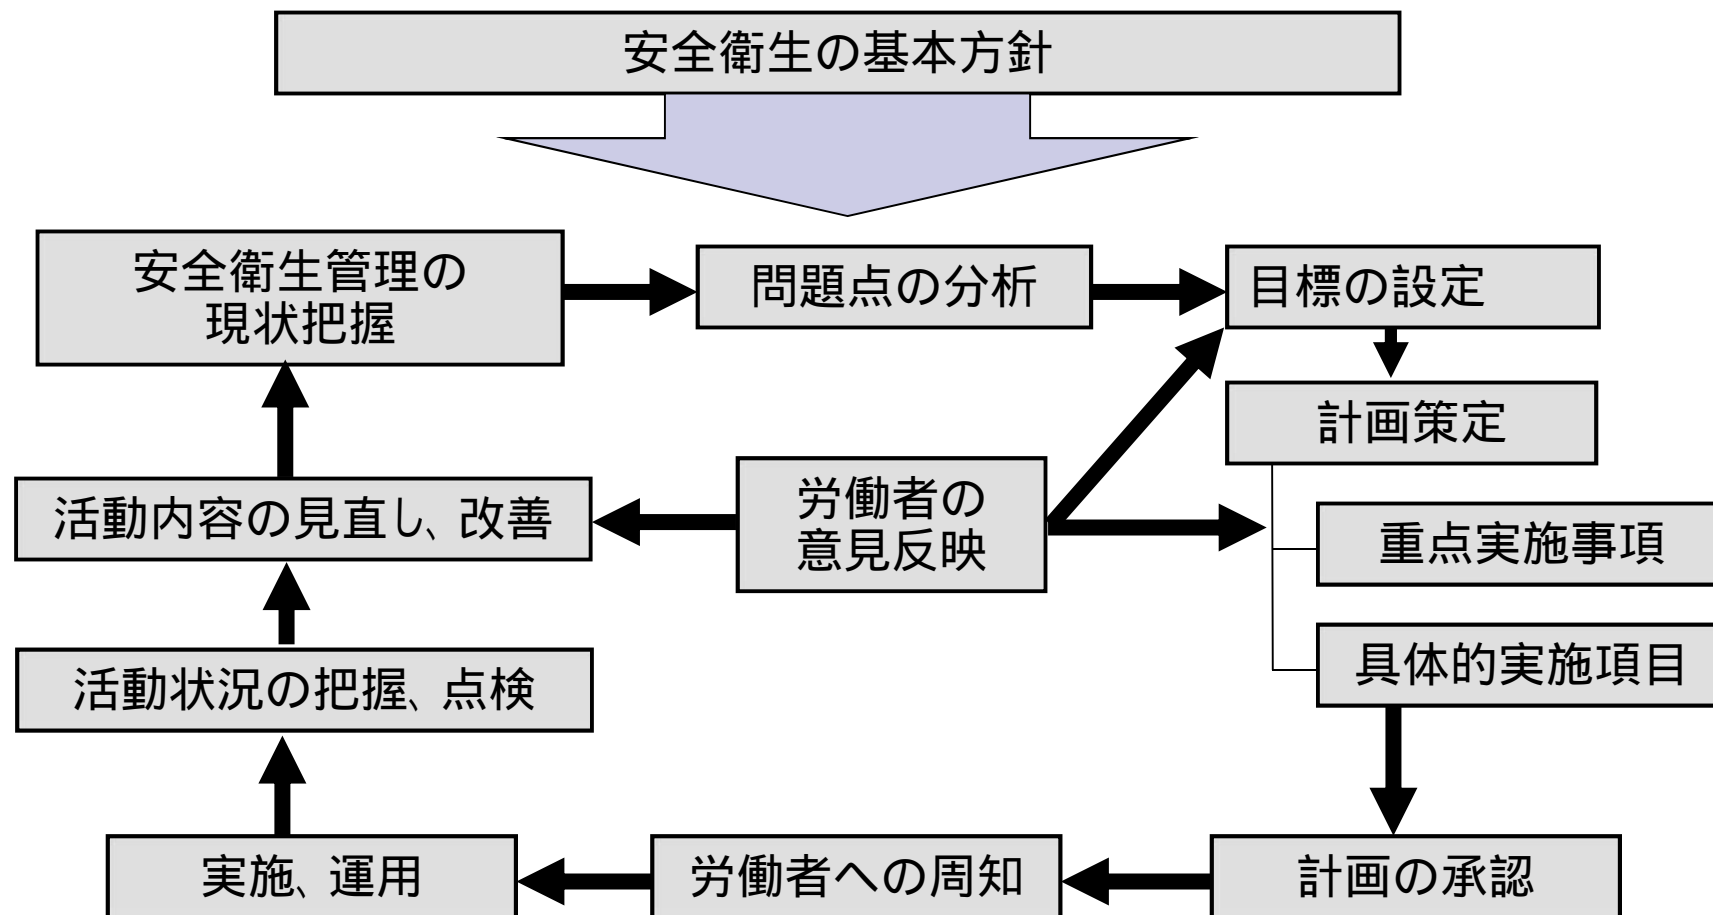 安全衛生の基本方針
安全衛生管理の
現状把握
問題点の分析
目標の設定
計画策定
活動内容の見直し、改善
労働者の
意見反映
重点実施事項
具体的実施項目
活動状況の把握、点検
実施、運用
労働者への周知
計画の承認